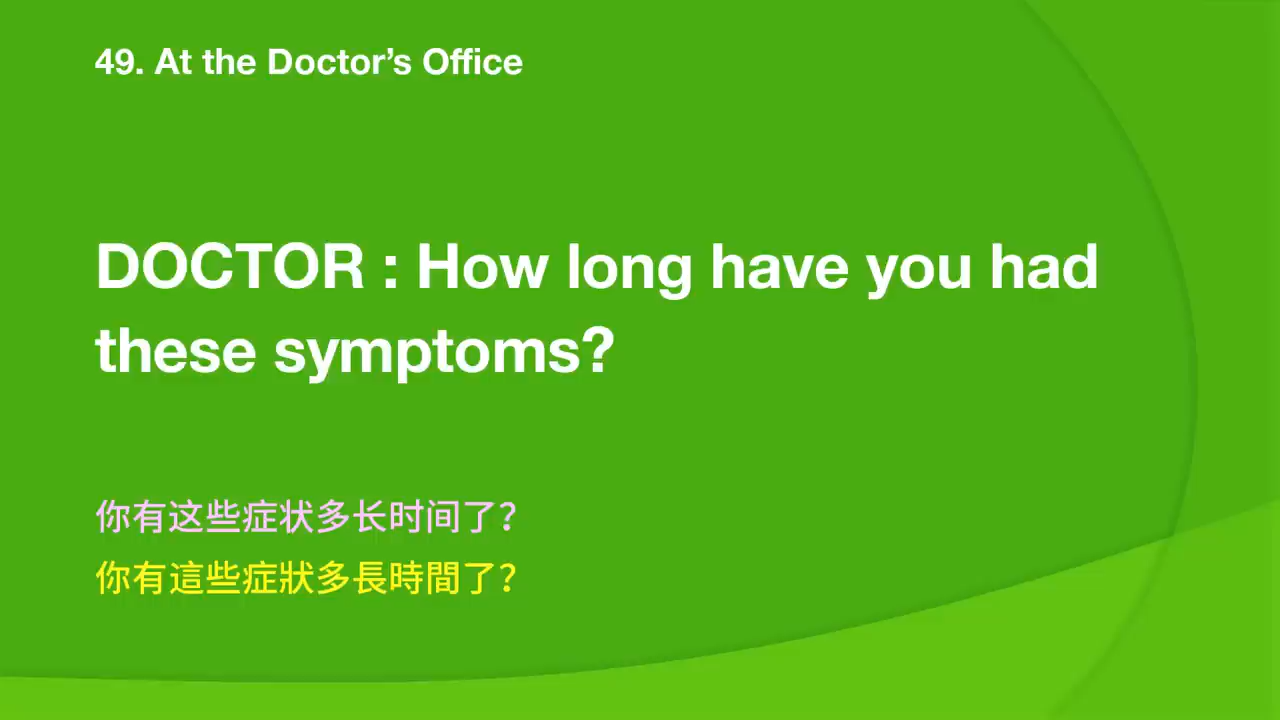 49. At the Doctor’s Office
DOCTOR : How long have you had
these symptoms?
你有这些症状多长时间了？
你有這些症狀多長時間了？